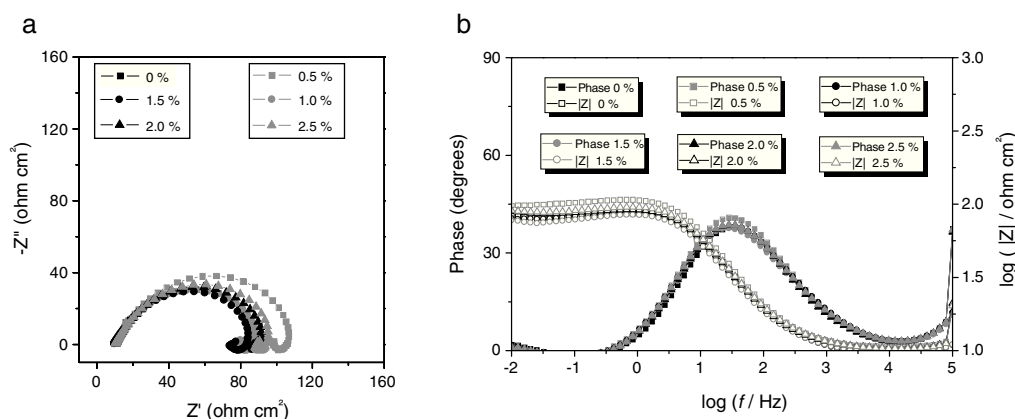 a
160
120
80
40
0
-Z'' (ohm cm²)
0 %
1.5 %
2.0 %
0.5 %
1.0 %
2.5 %
0 40 80 120 160
Z' (ohm cm²)
b
90
60
30
0
Phase (degrees)
Phase 0 %
|Z| 0 %
Phase 0.5 %
|Z| 0.5 %
Phase 1.0 %
|Z| 1.0 %
Phase 1.5 %
|Z| 1.5 %
Phase 2.0 %
|Z| 2.0 %
Phase 2.5 %
|Z| 2.5 %
3.0
2.5
2.0
1.5
1.0
log ( |Z| / ohm cm²)
-2 -1 0 1 2 3 4 5
log (f / Hz)